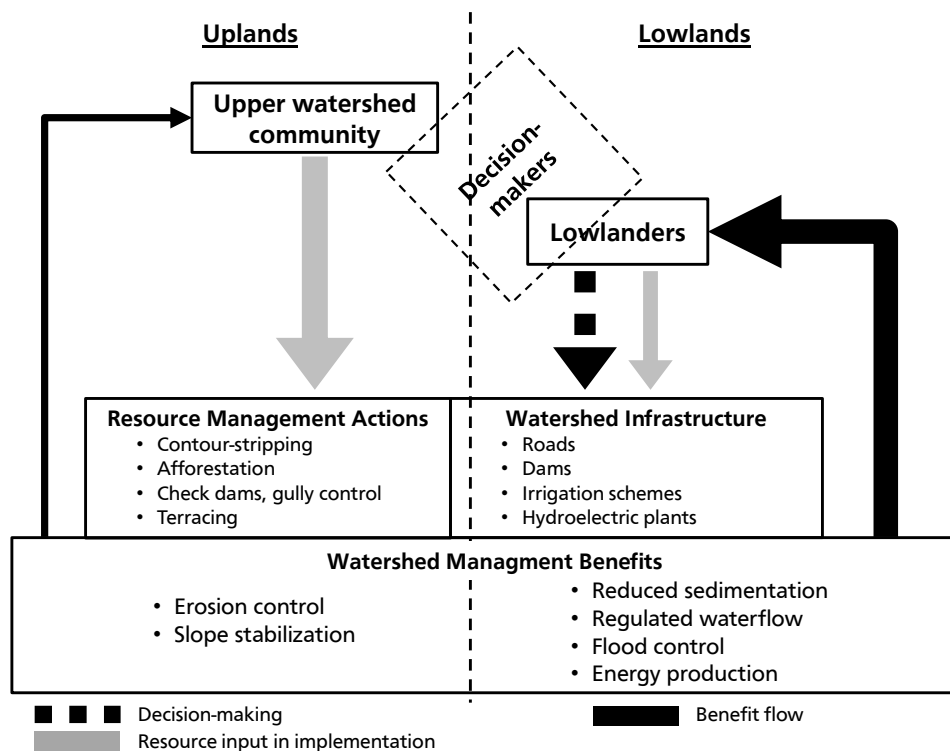 Uplands
Lowlands
Upper watershed
community
Decision-
makers
Lowlanders
Resource Management Actions
• Contour-stripping
• Afforestation
• Check dams, gully control
• Terracing
Watershed Infrastructure
• Roads
• Dams
• Irrigation schemes
• Hydroelectric plants
Watershed Managment Benefits
• Erosion control
• Slope stabilization
• Reduced sedimentation
• Regulated waterflow
• Flood control
• Energy production
Decision-making
Resource input in implementation
Benefit flow